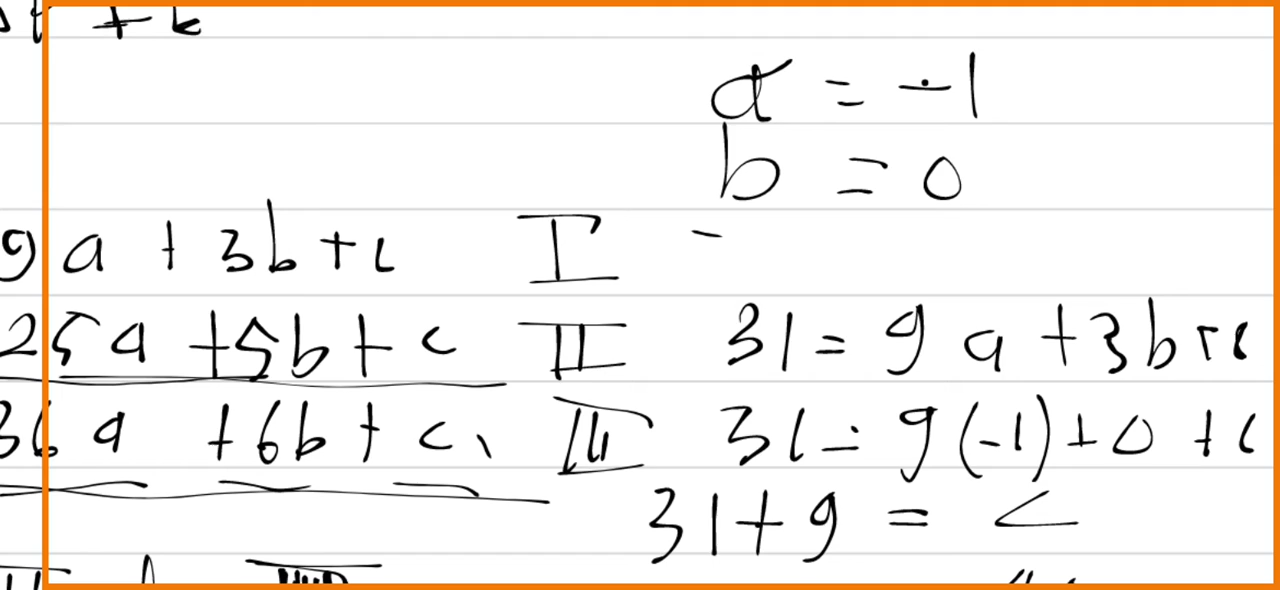 +k
a = -1
b = 0
9a + 3b + c I -
25a + 5b + c II 31 = 9a + 3b + c
36a + 6b + c III 31 = 9(-1) + 0 + c
31 + 9 = c